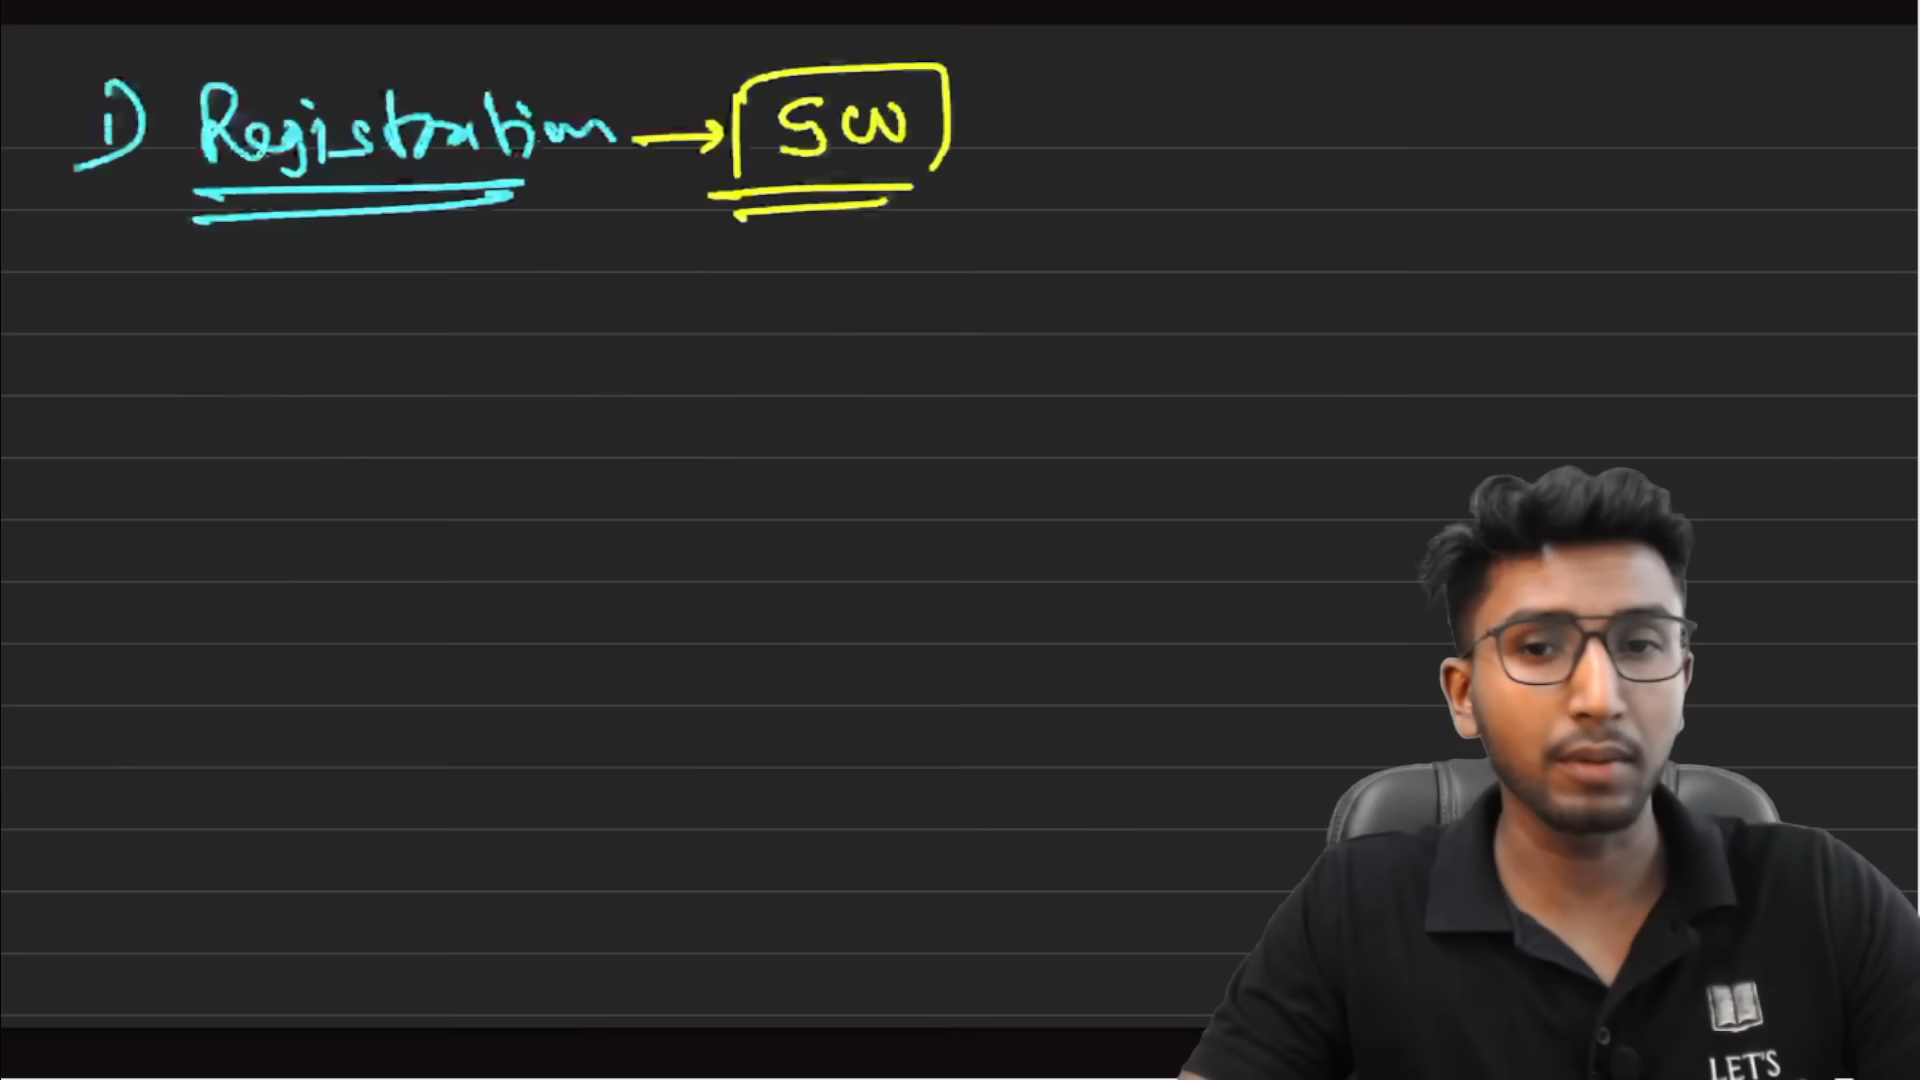 1) Registration → SW
LET'S